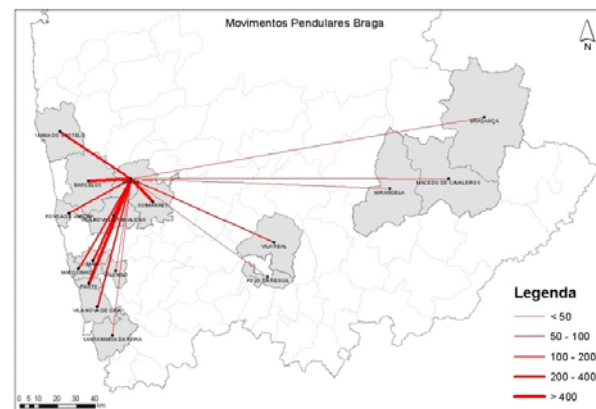 Movimentos Pendulares Braga
N
VIANA DO CASTELO
BRAGANÇA
BARCELOS
MACEDO DE CAVALEIROS
MIRANDELA
GUIMARÃES
VILA REAL
PESO DA REGUA
PORTO
VILA NOVA DE GAIA
SANTA MARIA DA FEIRA
Legenda
< 50
50 - 100
100 - 200
200 - 400
> 400
0 5 10 20 30 40
KM